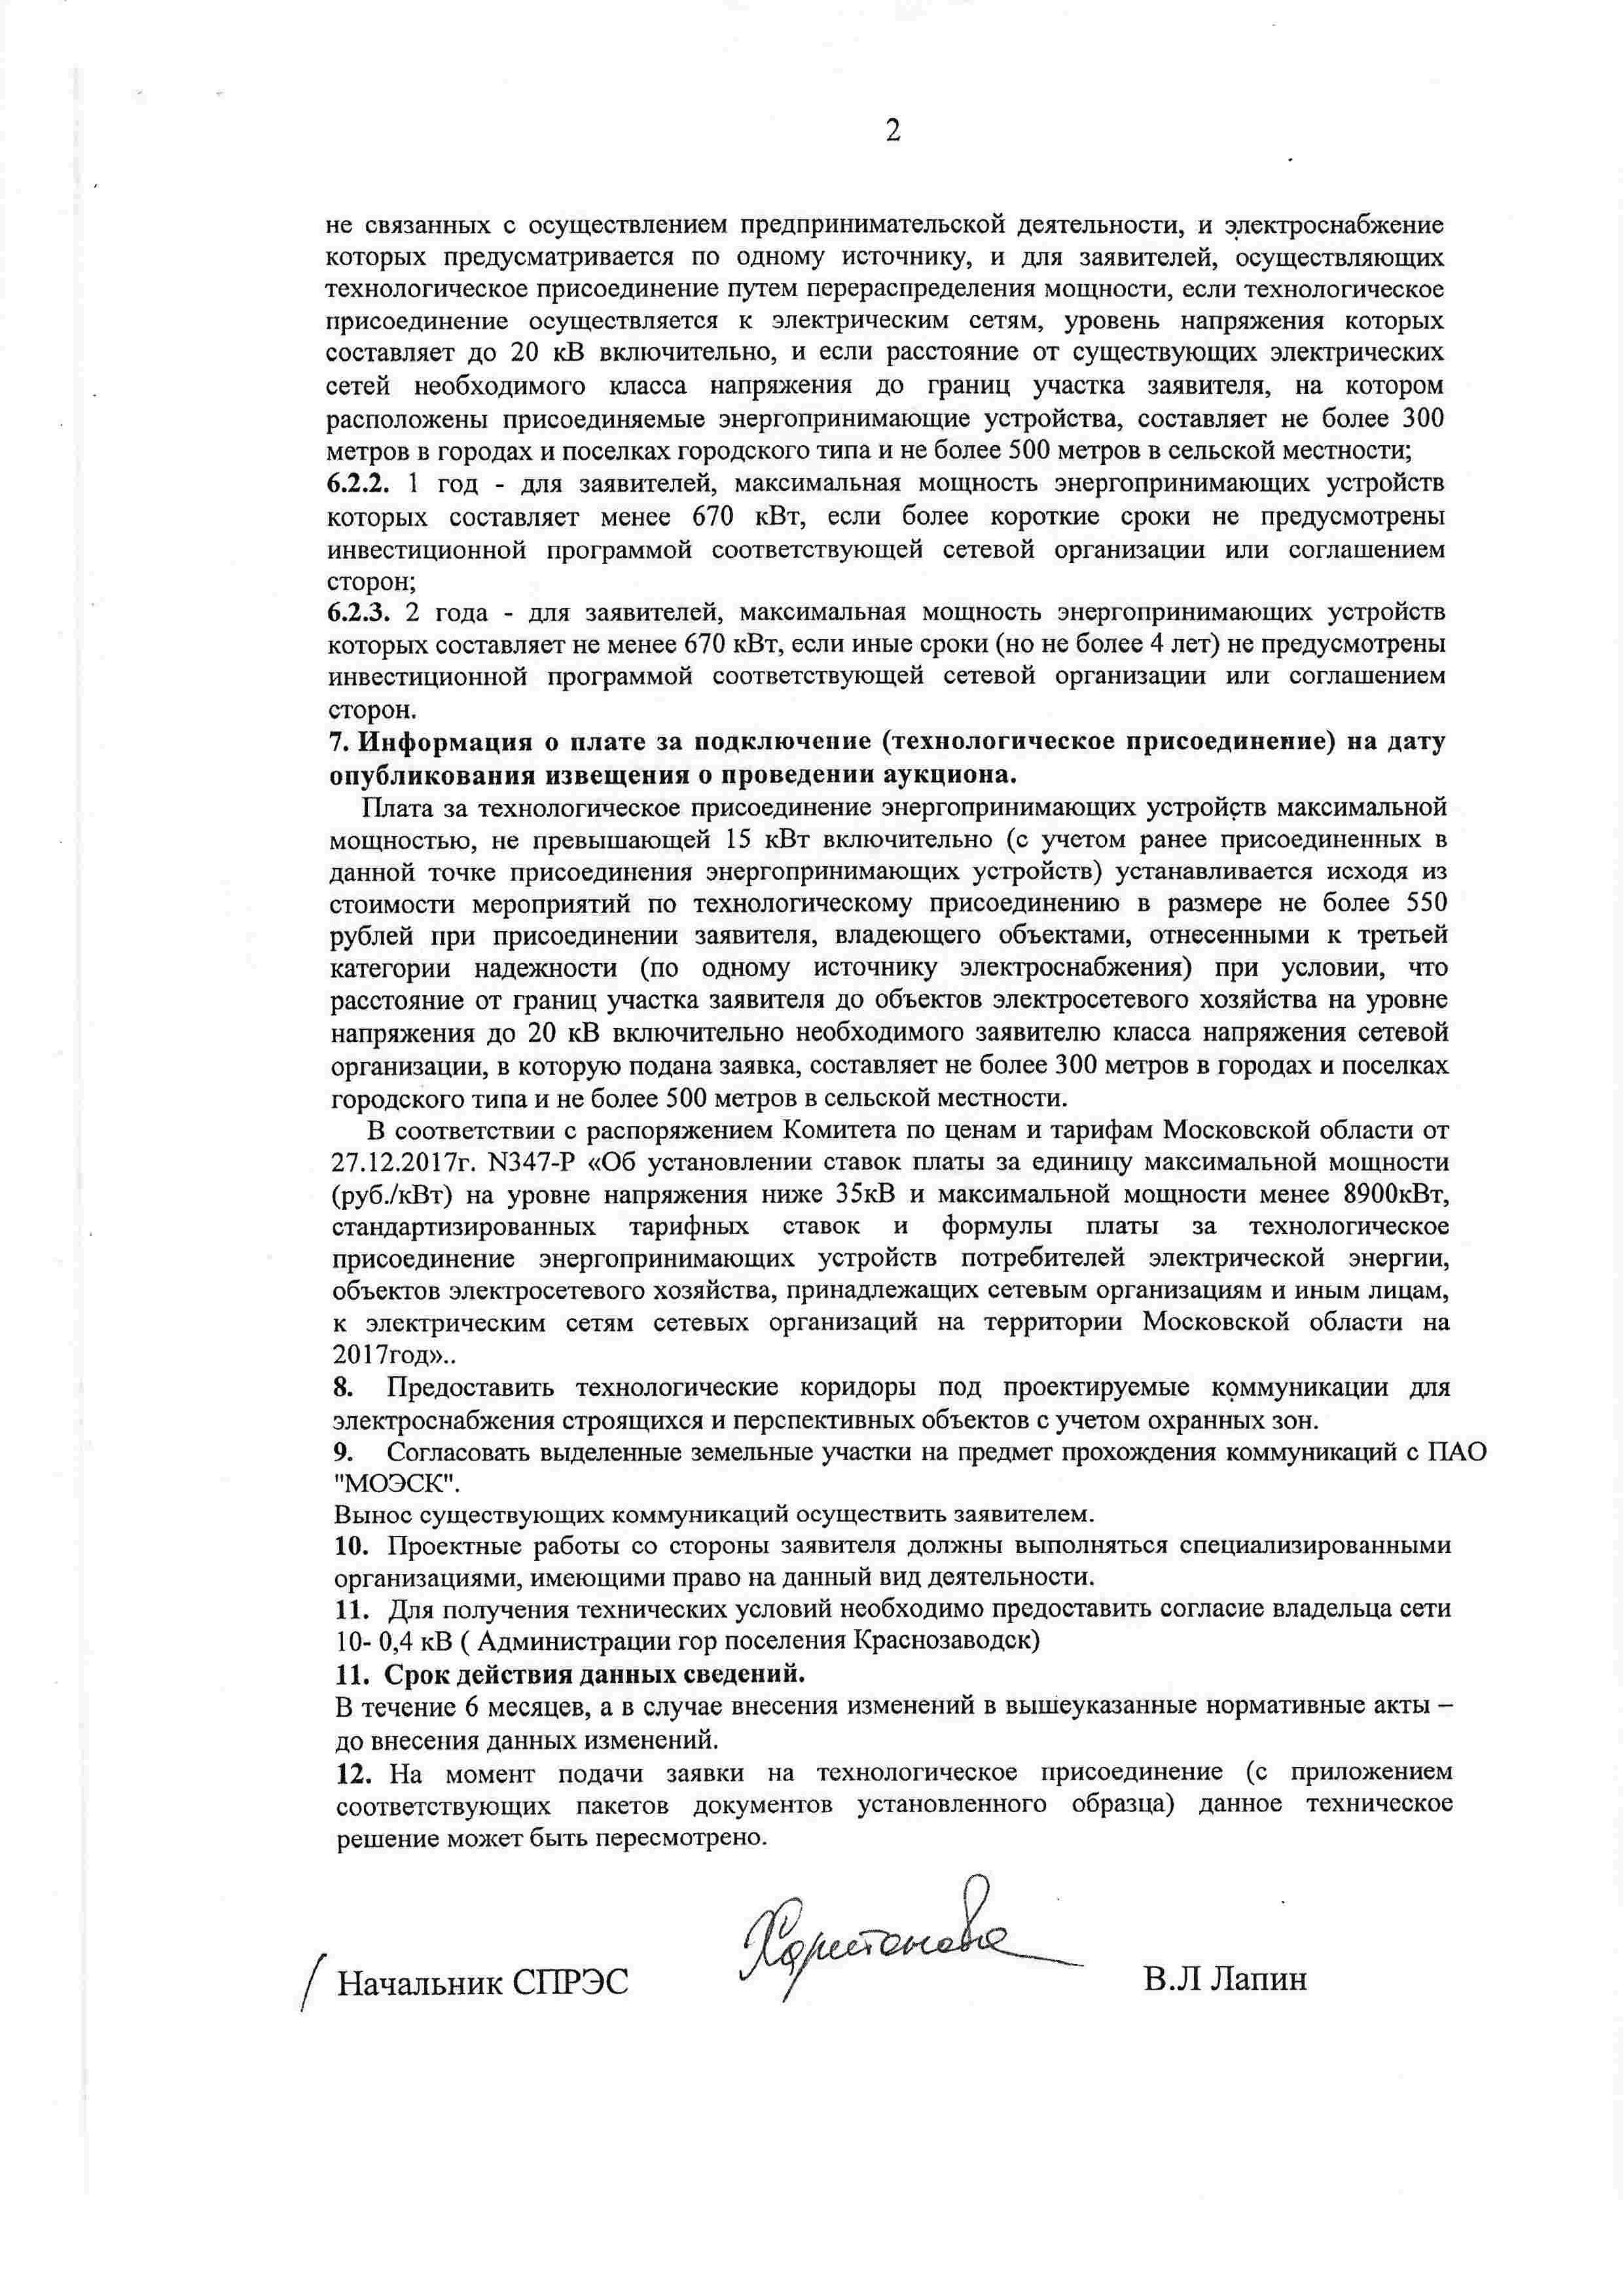 2
не связанных с осуществлением предпринимательской деятельности, и электроснабжение
которых предусматривается по одному источнику, и для заявителей, осуществляющих
технологическое присоединение путем перераспределения мощности, если технологическое
присоединение осуществляется к электрическим сетям, уровень напряжения которых
составляет до 20 кВ включительно, и если расстояние от существующих электрических
сетей необходимого класса напряжения до границ участка заявителя, на котором
расположены присоединяемые энергопринимающие устройства, составляет не более 300
метров в городах и поселках городского типа и не более 500 метров в сельской местности;
6.2.2. 1 год - для заявителей, максимальная мощность энергопринимающих устройств
которых составляет менее 670 кВт, если более короткие сроки не предусмотрены
инвестиционной программой соответствующей сетевой организации или соглашением
сторон;
6.2.3. 2 года - для заявителей, максимальная мощность энергопринимающих устройств
которых составляет не менее 670 кВт, если иные сроки (но не более 4 лет) не предусмотрены
инвестиционной программой соответствующей сетевой организации или соглашением
сторон.
7. Информация о плате за подключение (технологическое присоединение) на дату
опубликования извещения о проведении аукциона.
Плата за технологическое присоединение энергопринимающих устройств максимальной
мощностью, не превышающей 15 кВт включительно (с учетом ранее присоединенных в
данной точке присоединения энергопринимающих устройств) устанавливается исходя из
стоимости мероприятий по технологическому присоединению в размере не более 550
рублей при присоединении заявителя, владеющего объектами, отнесенными к третьей
категории надежности (по одному источнику электроснабжения) при условии, что
расстояние от границ участка заявителя до объектов электросетевого хозяйства на уровне
напряжения до 20 кВ включительно необходимого заявителю класса напряжения сетевой
организации, в которую подана заявка, составляет не более 300 метров в городах и поселках
городского типа и не более 500 метров в сельской местности.
В соответствии с распоряжением Комитета по ценам и тарифам Московской области от
27.12.2017г. N347-Р «Об установлении ставок платы за единицу максимальной мощности
(руб./кВт) на уровне напряжения ниже 35кВ и максимальной мощности менее 8900кВт,
стандартизированных тарифных ставок и формулы платы за технологическое
присоединение энергопринимающих устройств потребителей электрической энергии,
объектов электросетевого хозяйства, принадлежащих сетевым организациям и иным лицам,
к электрическим сетям сетевых организаций на территории Московской области на
2017год»..
8. Предоставить технологические коридоры под проектируемые коммуникации для
электроснабжения строящихся и перспективных объектов с учетом охранных зон.
9. Согласовать выделенные земельные участки на предмет прохождения коммуникаций с ПАО
"МОЭСК".
Вынос существующих коммуникаций осуществить заявителем.
10. Проектные работы со стороны заявителя должны выполняться специализированными
организациями, имеющими право на данный вид деятельности.
11. Для получения технических условий необходимо предоставить согласие владельца сети
10- 0,4 кВ ( Администрации гор поселения Краснозаводск)
11. Срок действия данных сведений.
В течение 6 месяцев, а в случае внесения изменений в вышеуказанные нормативные акты –
до внесения данных изменений.
12. На момент подачи заявки на технологическое присоединение (с приложением
соответствующих пакетов документов установленного образца) данное техническое
решение может быть пересмотрено.
/ Начальник СПРЭС Харитонова В.Л Лапин